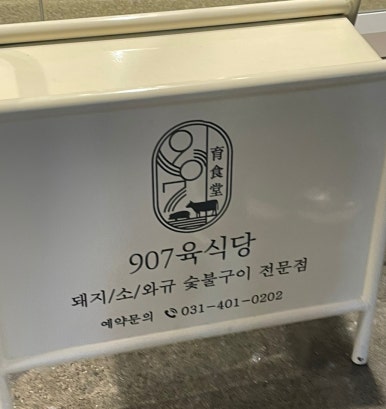 907
育食堂
907육식당
돼지/소/와규 숯불구이 전문점
예약문의 031-401-0202